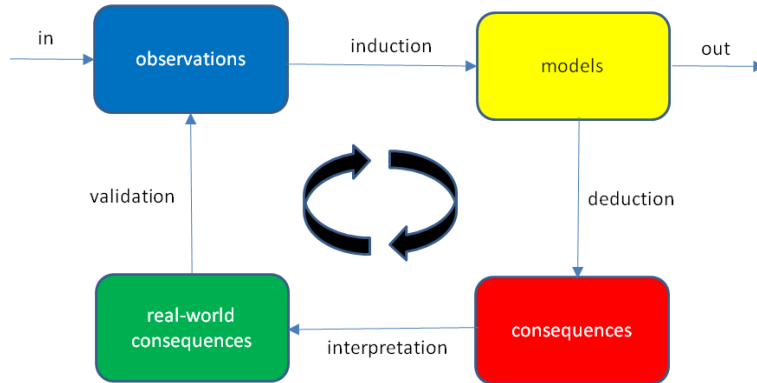 in
observations
induction
models
out
validation
deduction
real-world
consequences
interpretation
consequences